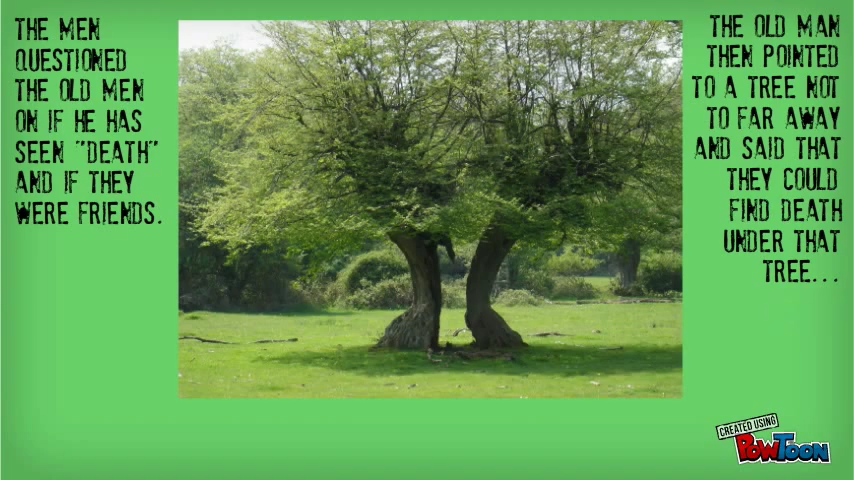 THE MEN
QUESTIONED
THE OLD MEN
ON IF HE HAS
SEEN "DEATH"
AND IF THEY
WERE FRIENDS.
THE OLD MAN
THEN POINTED
TO A TREE NOT
TO FAR AWAY
AND SAID THAT
THEY COULD
FIND DEATH
UNDER THAT
TREE...
CREATED USING
POWTOON